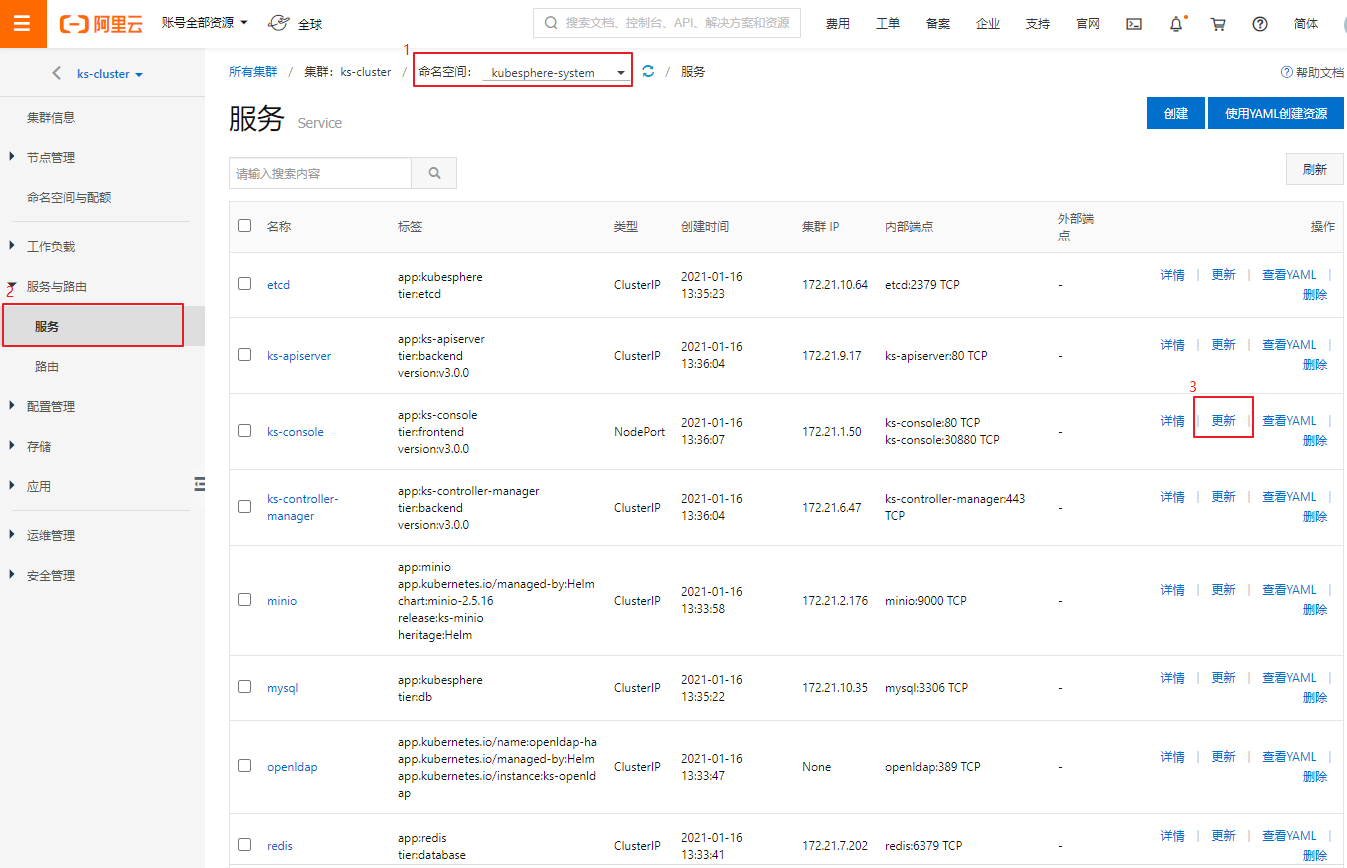 阿里云 账号全部资源 全球 搜索文档、控制台、API、解决方案和资源 费用 工单 备案 企业 支持 官网 简体
ks-cluster
集群信息
节点管理
命名空间与配额
工作负载
服务与路由
2
服务
路由
配置管理
存储
应用
运维管理
安全管理
1
所有集群 / 集群：ks-cluster / 命名空间： kubesphere-system / 服务
帮助文档
服务 Service
创建 使用YAML创建资源
请输入搜索内容
刷新
名称 标签 类型 创建时间 集群 IP 内部端点 外部端
点 操作
etcd app:kubesphere
tier:etcd ClusterIP 2021-01-16
13:35:23 172.21.10.64 etcd:2379 TCP - 详情 | 更新 | 查看YAML |
删除
ks-apiserver app:ks-apiserver
tier:backend
version:v3.0.0 ClusterIP 2021-01-16
13:36:04 172.21.9.17 ks-apiserver:80 TCP - 详情 | 更新 | 查看YAML |
删除
3
ks-console app:ks-console
tier:frontend
version:v3.0.0 NodePort 2021-01-16
13:36:07 172.21.1.50 ks-console:80 TCP
ks-console:30880 TCP - 详情 | 更新 | 查看YAML |
删除
ks-controller-
manager app:ks-controller-manager
tier:backend
version:v3.0.0 ClusterIP 2021-01-16
13:36:04 172.21.6.47 ks-controller-manager:443
TCP - 详情 | 更新 | 查看YAML |
删除
minio app:minio
app.kubernetes.io/managed-by:Helm
chart:minio-2.5.16
release:ks-minio
heritage:Helm ClusterIP 2021-01-16
13:33:58 172.21.2.176 minio:9000 TCP - 详情 | 更新 | 查看YAML |
删除
mysql app:kubesphere
tier:db ClusterIP 2021-01-16
13:35:22 172.21.10.35 mysql:3306 TCP - 详情 | 更新 | 查看YAML |
删除
openldap app.kubernetes.io/name:openldap-ha
app.kubernetes.io/managed-by:Helm
app.kubernetes.io/instance:ks-openld
ap ClusterIP 2021-01-16
13:33:47 None openldap:389 TCP - 详情 | 更新 | 查看YAML |
删除
redis app:redis
tier:database ClusterIP 2021-01-16
13:33:41 172.21.7.202 redis:6379 TCP - 详情 | 更新 | 查看YAML |
删除